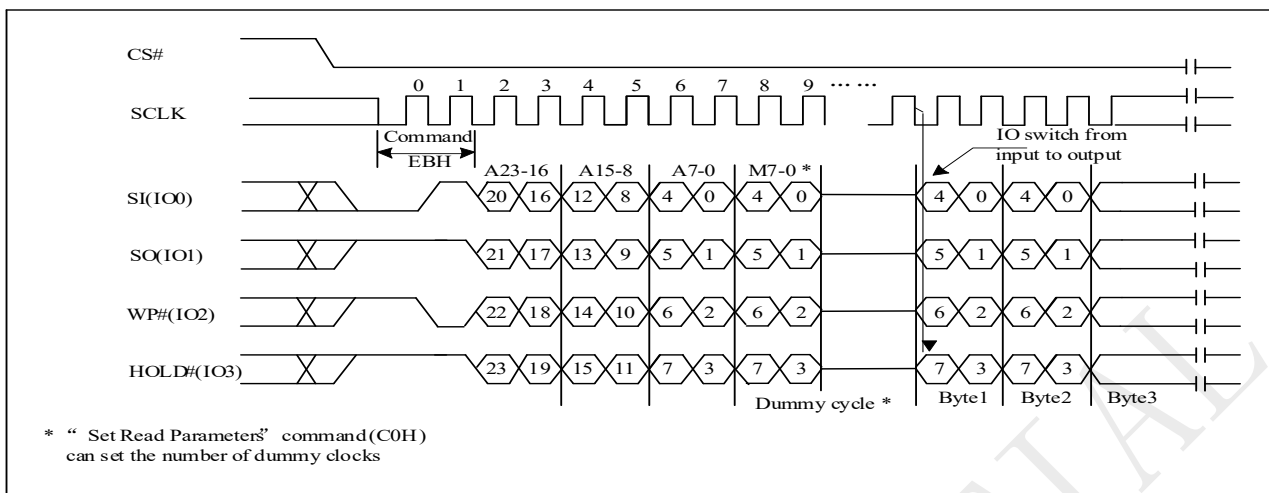 CS#
0 1 2 3 4 5 6 7 8 9 ... ...
SCLK
Command
EBH
IO switch from
input to output
A23-16 A15-8 A7-0 M7-0 *
SI(IO0) 20 16 12 8 4 0 4 0 4 0 4 0
SO(IO1) 21 17 13 9 5 1 5 1 5 1 5 1
WP#(IO2) 22 18 14 10 6 2 6 2 6 2 6 2
HOLD#(IO3) 23 19 15 11 7 3 7 3 7 3 7 3
Dummy cycle * Byte1 Byte2 Byte3
* “ Set Read Parameters” command(C0H)
can set the number of dummy clocks
TIAL